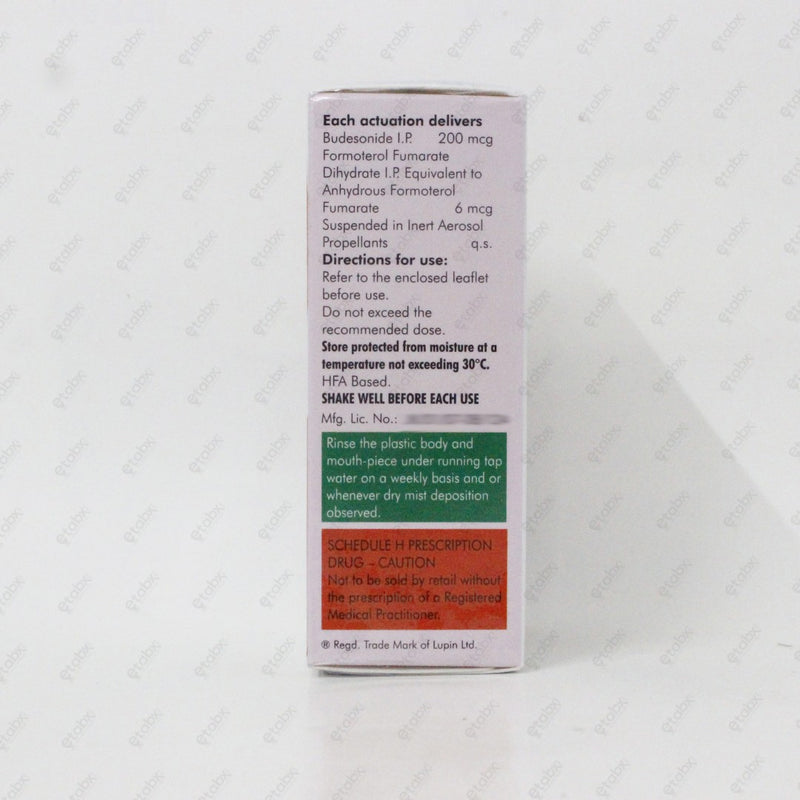 Each actuation delivers
Budesonide I.P. 200 mcg
Formoterol Fumarate
Dihydrate I.P. Equivalent to
Anhydrous Formoterol
Fumarate 6 mcg
Suspended in Inert Aerosol
Propellants q.s.
Directions for use:
Refer to the enclosed leaflet
before use.
Do not exceed the
recommended dose.
Store protected from moisture at a
temperature not exceeding 30°C.
HFA Based.
SHAKE WELL BEFORE EACH USE
Mfg. Lic. No.:
Rinse the plastic body and
mouth-piece under running tap
water on a weekly basis and or
whenever dry mist deposition
observed.
SCHEDULE H PRESCRIPTION
DRUG – CAUTION
Not to be sold by retail without
the prescription of a Registered
Medical Practitioner.
® Regd. Trade Mark of Lupin Ltd.